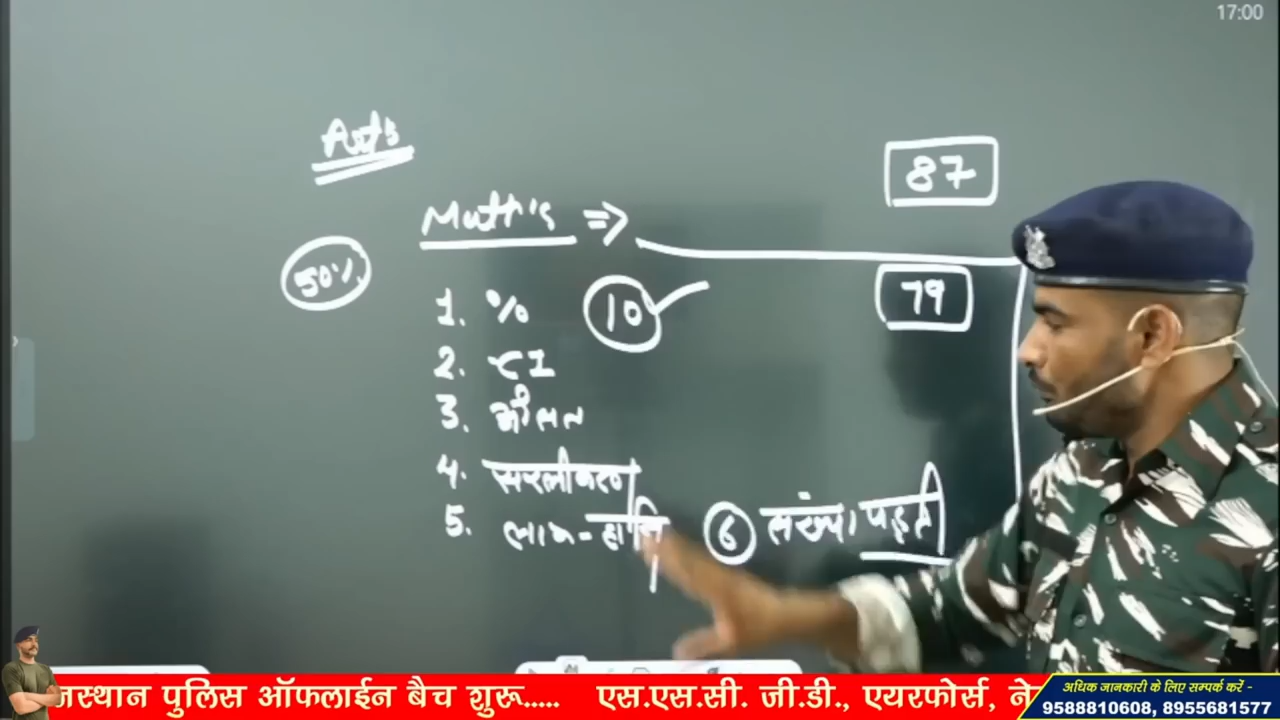 17:00
Art's
87
Math's ⇒
50%
79
1. % 10 ✓
2. CI
3. औसत
4. सरलीकरण
5. लाभ-हानि 6 संख्या पद्धति
जस्थान पुलिस ऑफलाईन बैच शुरू..... एस.एस.सी. जी.डी., एयरफोर्स, ने
अधिक जानकारी के लिए सम्पर्क करें -
9588810608, 8955681577